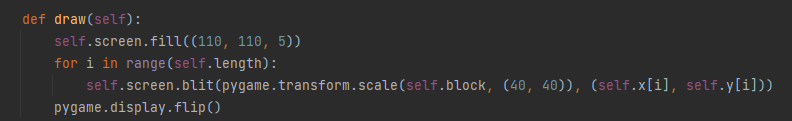 def draw(self):
    self.screen.fill((110, 110, 5))
    for i in range(self.length):
        self.screen.blit(pygame.transform.scale(self.block, (40, 40)), (self.x[i], self.y[i]))
    pygame.display.flip()